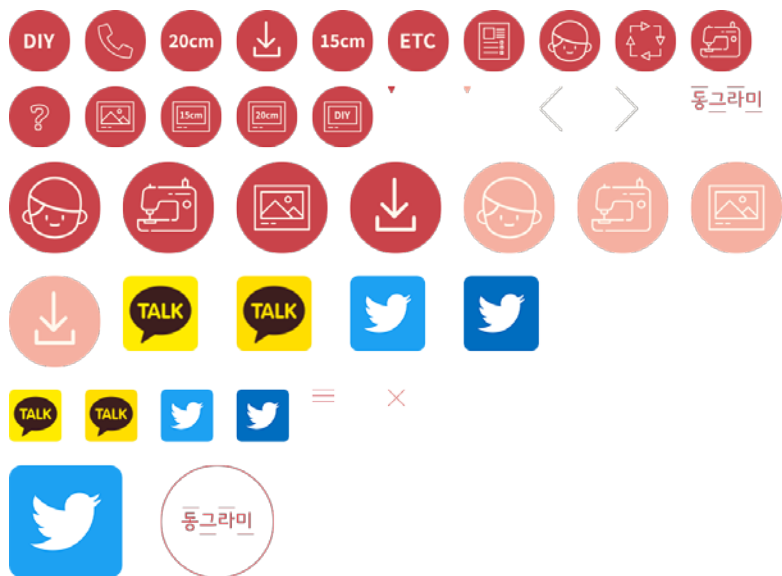 DIY 20cm 15cm ETC
? 15cm 20cm DIY 동그라미
TALK TALK
TALK TALK
동그라미